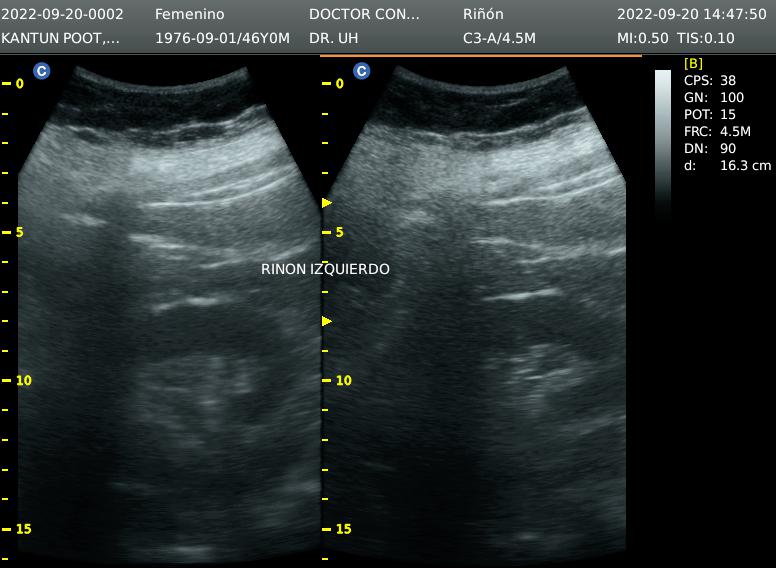 2022-09-20-0002 Femenino DOCTOR CON... Riñón 2022-09-20 14:47:50
KANTUN POOT,... 1976-09-01/46Y0M DR. UH C3-A/4.5M MI:0.50 TIS:0.10
C C
[B]
CPS: 38
GN: 100
POT: 15
FRC: 4.5M
DN: 90
d: 16.3 cm
0 0
5 5
RINON IZQUIERDO
10 10
15 15